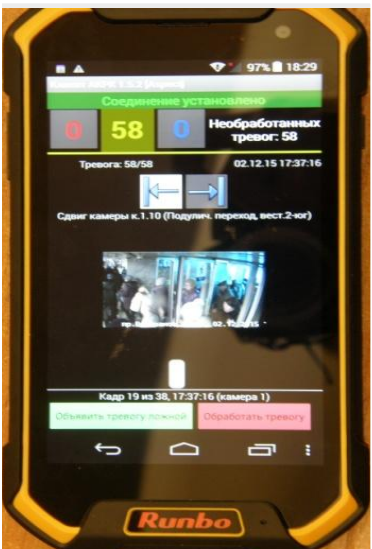 97% 18:29
Соединение установлено
0 58 0 Необработанных
тревог: 58
Тревога: 58/58 02.12.15 17:37:16
Сдвиг камеры к.1.10 (Подулич. переход, вест.2-юг)
Кадр 19 из 38, 17:37:16 (камера 1)
Объявить тревогу ложной Обработать тревогу
Runbo